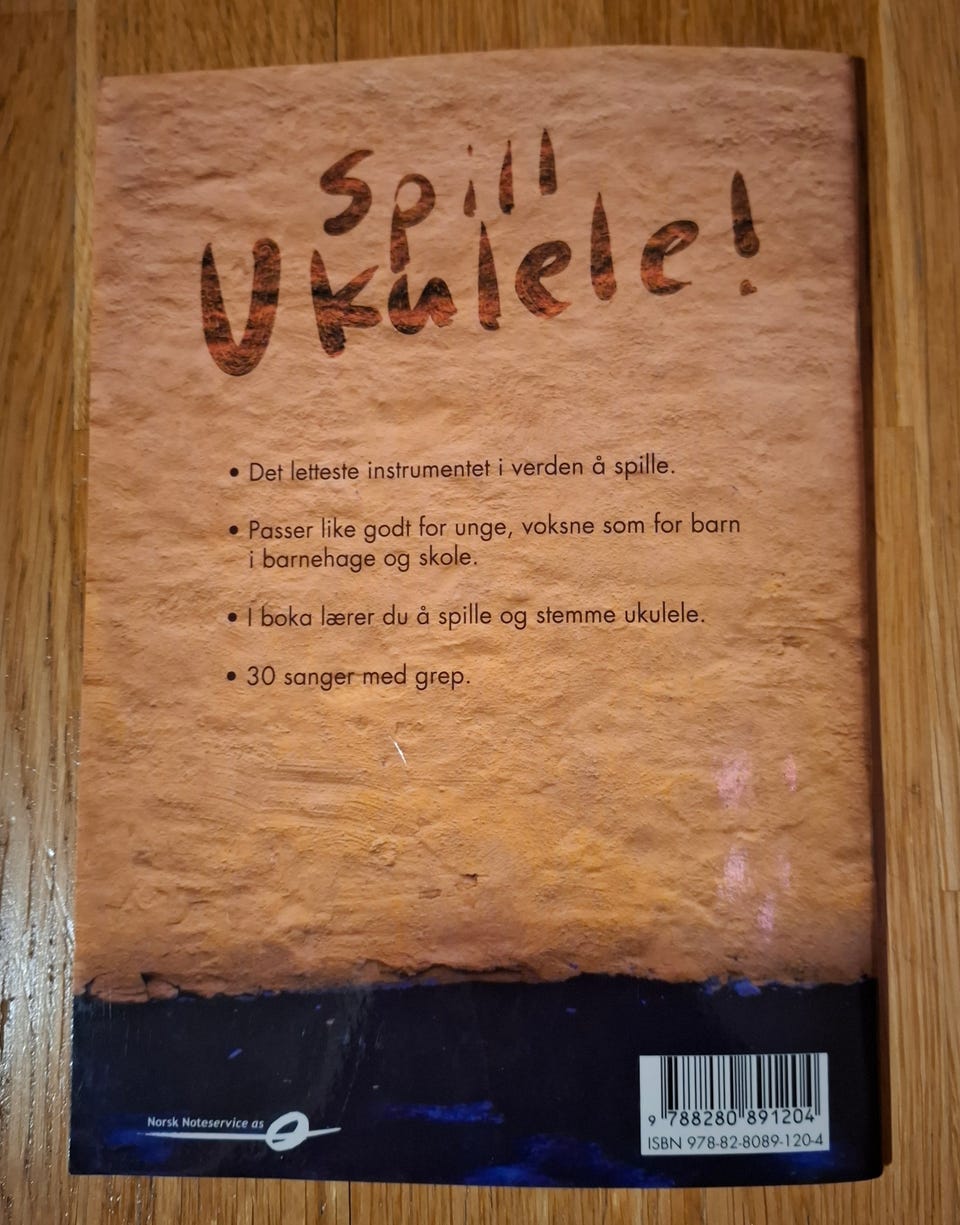 Spill
Ukulele!
• Det letteste instrumentet i verden å spille.
• Passer like godt for unge, voksne som for barn
i barnehage og skole.
• I boka lærer du å spille og stemme ukulele.
• 30 sanger med grep.
Norsk Noteservice as
9 788280 891204
ISBN 978-82-8089-120-4